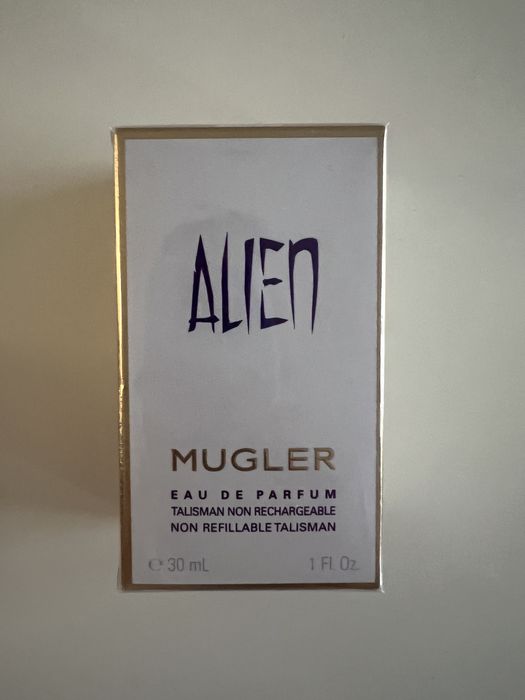 ALIEN
MUGLER
EAU DE PARFUM
TALISMAN NON RECHARGEABLE
NON REFILLABLE TALISMAN
℮ 30 mL 1 Fl. Oz.